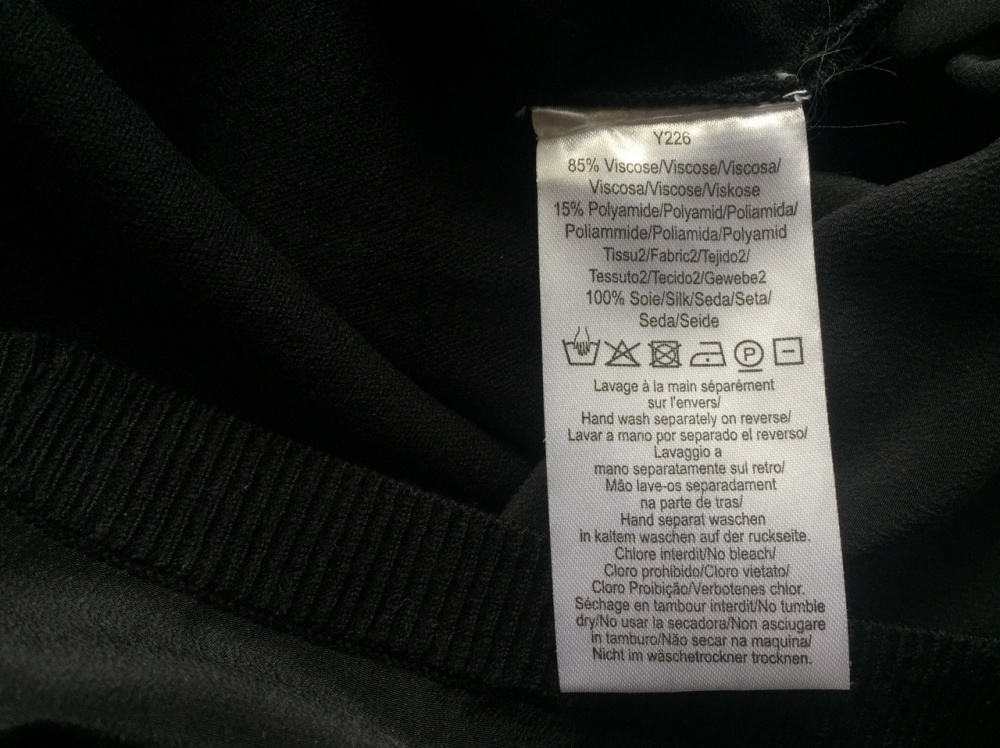 Y226
85% Viscose/Viscose/Viscosa/
Viscosa/Viscose/Viskose
15% Polyamide/Polyamid/Poliamida/
Poliammide/Poliamida/Polyamid
Tissu2/Fabric2/Tejido2/
Tessuto2/Tecido2/Gewebe2
100% Soie/Silk/Seda/Seta/
Seda/Seide
P
Lavage à la main séparément
sur l'envers/
Hand wash separately on reverse/
Lavar a mano por separado el reverso/
Lavaggio a
mano separatamente sul retro/
Mão lave-os separadament
na parte de tras/
Hand separat waschen
in kaltem waschen auf der ruckseite.
Chlore interdit/No bleach/
Cloro prohibido/Cloro vietato/
Cloro Proibição/Verbotenes chlor.
Séchage en tambour interdit/No tumble
dry/No usar la secadora/Non asciugare
in tamburo/Não secar na maquina/
Nicht im wäschetrockner trocknen.